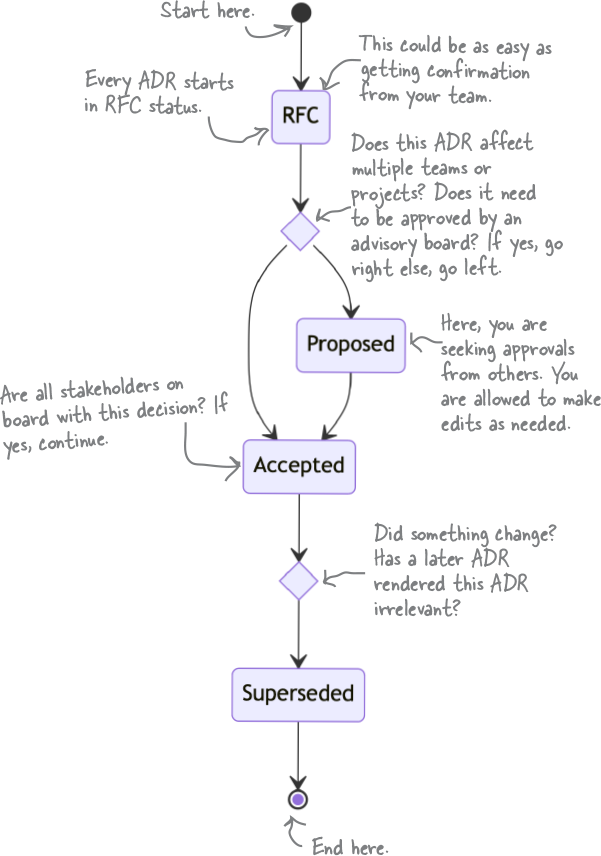 Start here.
This could be as easy as
getting confirmation
from your team.
Every ADR starts
in RFC status.
RFC
Does this ADR affect
multiple teams or
projects? Does it need
to be approved by an
advisory board? If yes, go
right else, go left.
Proposed
Here, you are
seeking approvals
from others. You
are allowed to make
edits as needed.
Are all stakeholders on
board with this decision? If
yes, continue.
Accepted
Did something change?
Has a later ADR
rendered this ADR
irrelevant?
Superseded
End here.